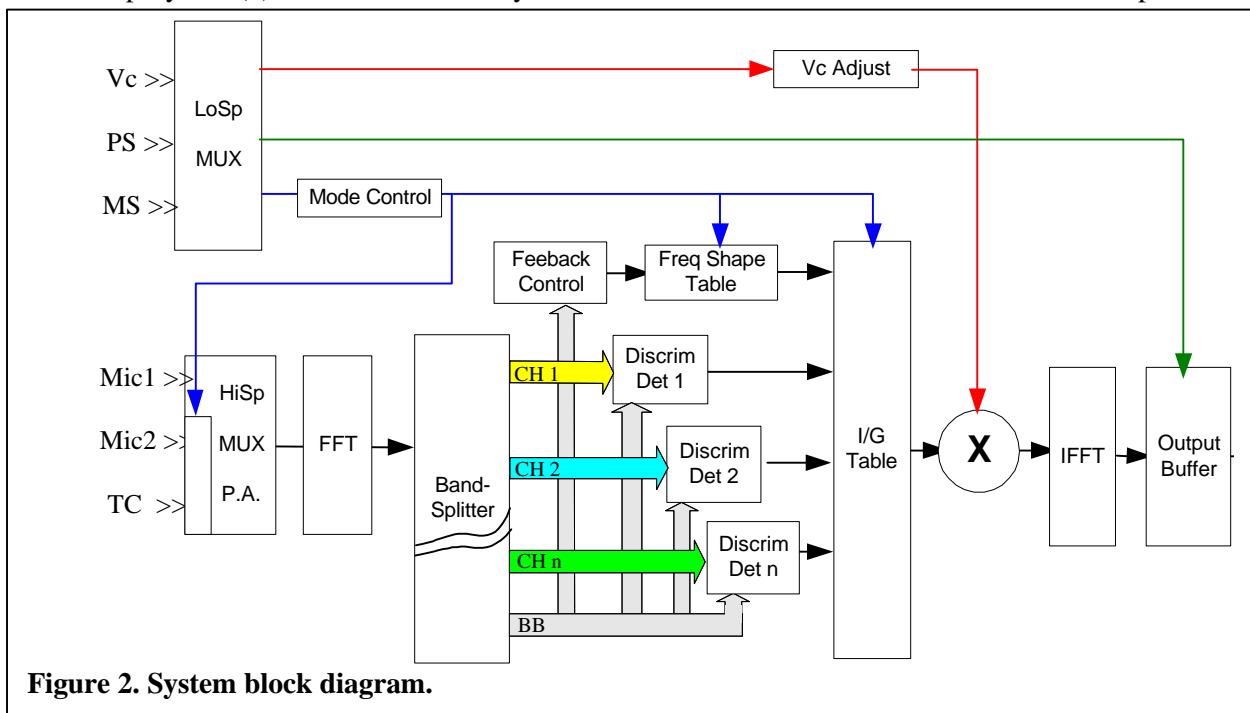 Vc >>
PS >>
MS >>
LoSp
MUX
Vc Adjust
Mode Control
Feeback
Control
Freq Shape
Table
Mic1 >>
Mic2 >>
TC >>
HiSp
MUX
P.A.
FFT
Band-
Splitter
CH 1
CH 2
CH n
BB
Discrim
Det 1
Discrim
Det 2
Discrim
Det n
I/G
Table
X
IFFT
Output
Buffer
Figure 2. System block diagram.